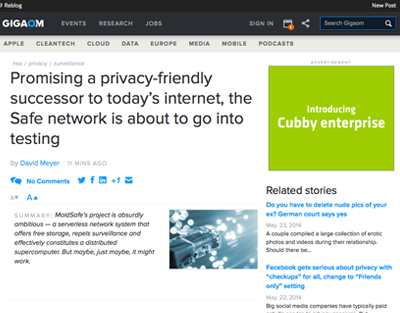 Reblog
New Post
GIGAOM
EVENTS RESEARCH JOBS
SIGN IN
Search Gigaom
APPLE CLEANTECH CLOUD DATA EUROPE MEDIA MOBILE PODCASTS
nsa / privacy / surveillance
Promising a privacy-friendly
successor to today's internet, the
Safe network is about to go into
testing
by David Meyer 11 MINS AGO
No Comments +1
A A
SUMMARY: MaidSafe's project is absurdly
ambitious — a serverless network system that
offers free storage, repels surveillance and
effectively constitutes a distributed
supercomputer. But maybe, just maybe, it might
work.
ADVERTISEMENT
Introducing
Cubby enterprise
Related stories
Do you have to delete nude pics of your
ex? German court says yes
May. 23, 2014
A couple compiled a large collection of erotic
photos and videos during their relationship.
Should there be...
Facebook gets serious about privacy with
"checkups" for all, change to "Friends
only" setting
May. 22, 2014
Big social media companies have typically paid